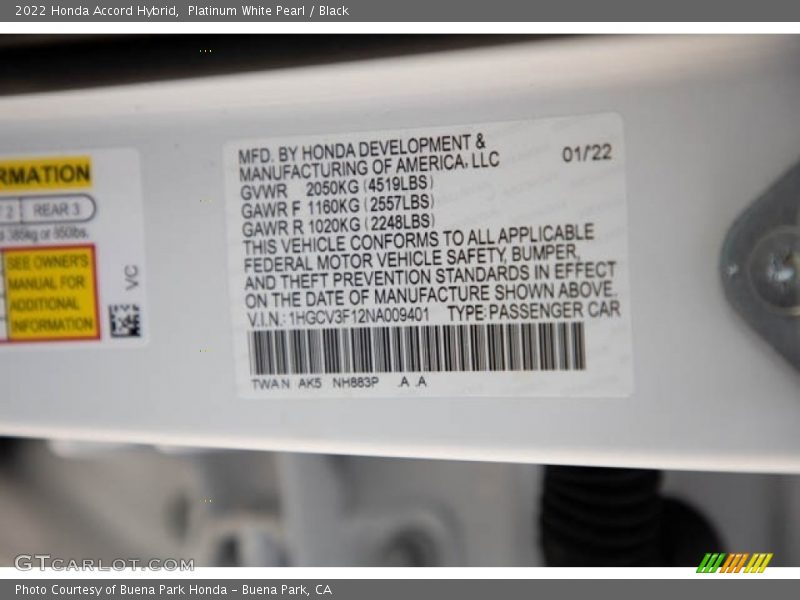 2022 Honda Accord Hybrid, Platinum White Pearl / Black
RMATION
2 REAR 3
385kg or 850lbs.
SEE OWNER'S
MANUAL FOR
ADDITIONAL
INFORMATION
VC
MFD. BY HONDA DEVELOPMENT &
MANUFACTURING OF AMERICA, LLC 01/22
GVWR 2050KG (4519LBS)
GAWR F 1160KG (2557LBS)
GAWR R 1020KG (2248LBS)
THIS VEHICLE CONFORMS TO ALL APPLICABLE
FEDERAL MOTOR VEHICLE SAFETY, BUMPER,
AND THEFT PREVENTION STANDARDS IN EFFECT
ON THE DATE OF MANUFACTURE SHOWN ABOVE.
V.I.N.: 1HGCV3F12NA009401 TYPE: PASSENGER CAR
TWAN AK5 NH883P .A .A
GTCARLOT.COM
Photo Courtesy of Buena Park Honda - Buena Park, CA